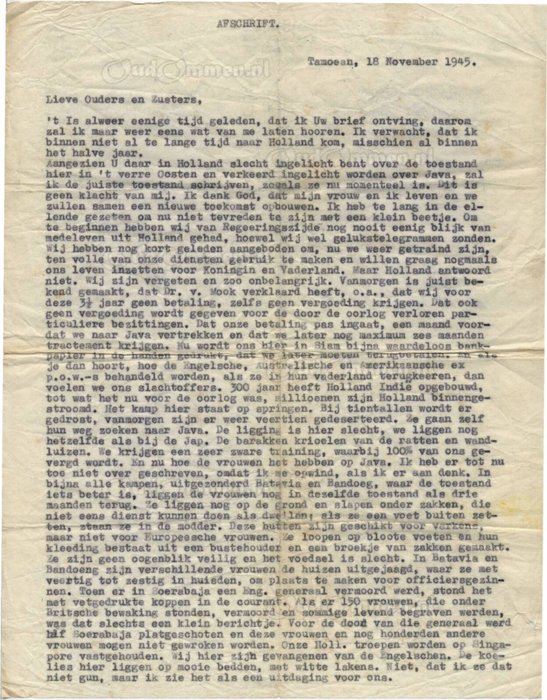 AFSCHRIFT.
OudOmmen.nl
Tamoean, 18 November 1945.
Lieve Ouders en Zusters,
't Is alweer eenige tijd geleden, dat ik Uw brief ontving, daarom
zal ik maar weer eens wat van me laten hooren. Ik verwacht, dat ik
binnen niet al te lange tijd naar Holland kom, misschien al binnen
het halve jaar.
Aangezien U daar in Holland slecht ingelicht bent over de toestand
hier in 't verre Oosten en verkeerd ingelicht worden over Java, zal
ik de juiste toestand schrijven, zooals ze nu momenteel is. Dit is
geen klacht van mij. Ik dank God, dat mijn vrouw en ik leven en we
zullen samen een nieuwe toekomst opbouwen. Ik heb te lang in de el-
lende gezeten om nu niet tevreden te zijn met een klein beetje. Om
te beginnen hebben wij van Regeeringszijde nog nooit eenig blijk van
medeleven uit Holland gehad, hoewel wij wel gelukstelegrammen zonden.
Wij hebben nog kort geleden aangeboden om, nu we weer getraind zijn,
ten volle van onze diensten gebruik te maken en willen graag nogmaals
ons leven inzetten voor Koningin en Vaderland. Maar Holland antwoord
niet. Wij zijn vergeten en zoo onbelangrijk. Vanmorgen is juist be-
kend gemaakt, dat Dr. v. Mook verklaard heeft, o.a., dat wij voor
deze 3½ jaar geen betaling, zelfs geen vergoeding krijgen. Dat ook
geen vergoeding wordt gegeven voor de door de oorlog verloren par-
ticuliere bezittingen. Dat onze betaling pas ingaat, een maand voor-
dat we naar Java vertrekken en dat we later nog maximum zes maanden
tractement krijgen. Nu wordt ons hier in Siam bijna waardeloos bank-
papier in de handen gedrukt, dat we later moeten terugbetalen. En als
je dan hoort, hoe de Engelsche, Australische en Amerikaansche ex
p.o.w.-s behandeld worden, als ze in hun vaderland terugkeeren, dan
voelen we ons slechtoffers. 300 jaar heeft Holland Indië opgebouwd,
tot wat het nu voor de oorlog was, millioenen zijn Holland binnenge-
stroomd. Het kamp hier staat op springen. Bij tientallen wordt er
gedrost, vanmorgen zijn er weer veertien gedeserteerd. Ze gaan zelf
hun weg zoeken naar Java. De ligging is hier slecht, we liggen nog
hetzelfde als bij de Jap. De barakken krioelen van de ratten en wand-
luizen. We krijgen een zeer zware training, waarbij 100% van ons ge-
vergd wordt. En nu hoe de vrouwen het hebben op Java. Ik heb er tot nu
toe niet over geschreven, omdat ik me opwind, als ik er aan denk. In
bijna alle kampen, uitgezonderd Batavia en Bandoeg, waar de toestand
iets beter is, liggen de vrouwen nog in dezelfde toestand als drie
maanden terug. Ze liggen nog op de grond en slapen onder zakken, die
niet eens dienst kunnen doen als dweilen; als ze een voet buiten zet-
ten, staan ze in de modder. Deze hutten zijn geschikt voor varkens,
maar niet voor Europeesche vrouwen. Ze loopen op bloote voeten en hun
kleeding bestaat uit een bustehouder en een broekje van zakken gemaakt.
Ze zijn geen oogenblik veilig en het voedsel is slecht. In Batavia en
Bandoeng zijn verschillende vrouwen de huizen uitgejaagd, waar ze met
veertig tot zestig in huisden, om plaats te maken voor officiersgezin-
nen. Toen er in Soerabaja een Eng. generaal vermoord werd, stond het
met vetgedrukte koppen in de courant. Als er 150 vrouwen, die onder
Britsche bewaking stonden, vermoord en sommige levend begraven werden,
was dat slechts een klein berichtje. Voor de dood van die generaal werd
hlf Soerabaja platgeschoten en deze vrouwen en nog honderden andere
vrouwen mogen niet gewroken worden. Onze Holl. troepen worden op Singa-
pore vastgehouden. Wij hier zijn gevangenen van de Engelschen. De koe-
lies hier liggen op mooie bedden, met witte lakens. Niet, dat ik ze dat
niet gun, maar ik zie het als een uitdaging voor ons.